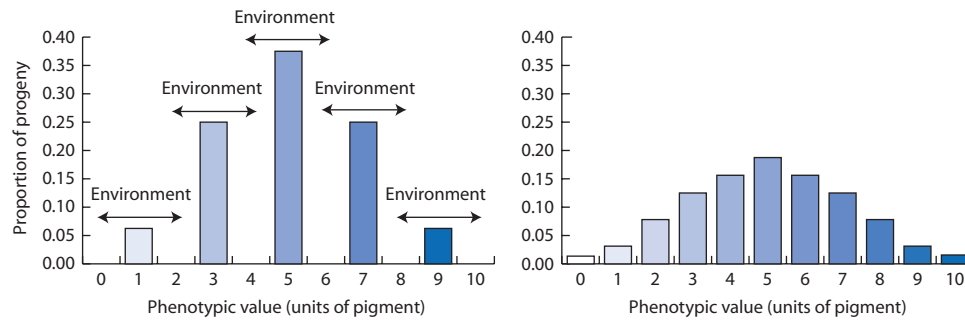 Environment
Environment
Environment
Environment
Environment
Proportion of progeny
0.40
0.35
0.30
0.25
0.20
0.15
0.10
0.05
0.00
0 1 2 3 4 5 6 7 8 9 10
Phenotypic value (units of pigment)
0.40
0.35
0.30
0.25
0.20
0.15
0.10
0.05
0.00
0 1 2 3 4 5 6 7 8 9 10
Phenotypic value (units of pigment)